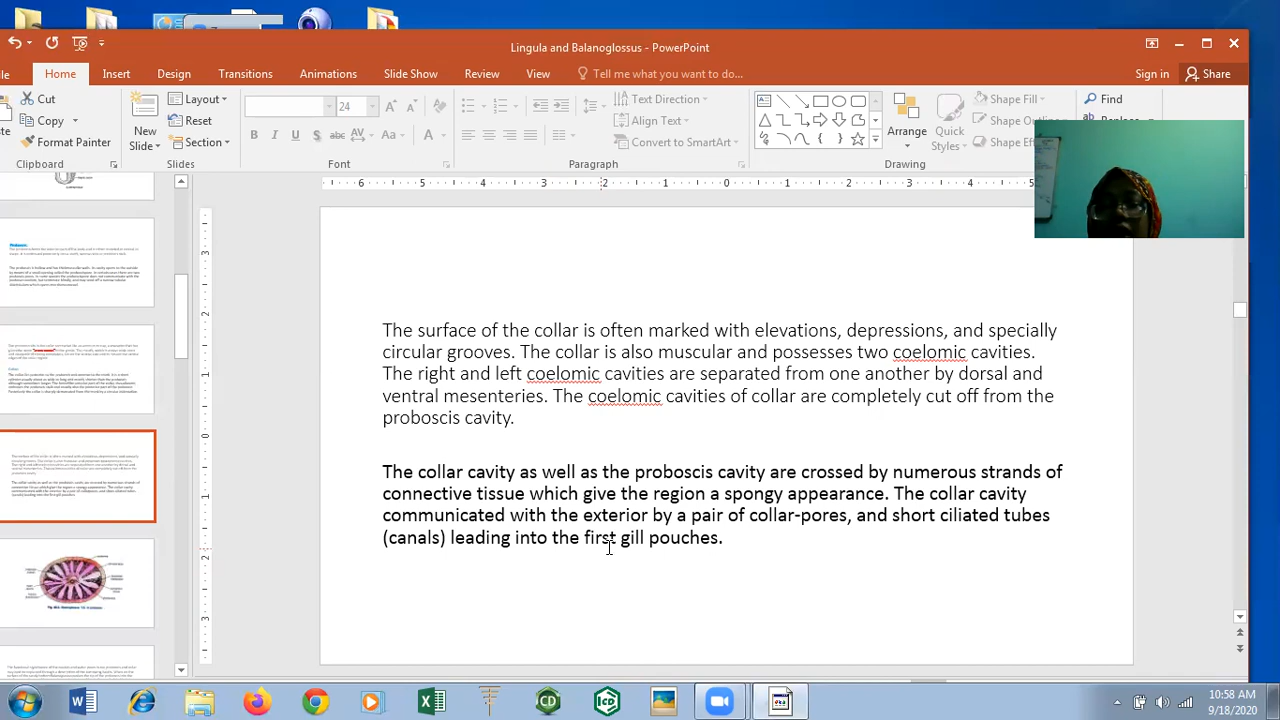 Lingula and Balanoglossus - PowerPoint
Home Insert Design Transitions Animations Slide Show Review View Tell me what you want to do... Sign in Share
Cut
Copy
Format Painter
Clipboard
New Slide
Layout
Reset
Section
Slides
24
Font
Text Direction
Align Text
Convert to SmartArt
Paragraph
Arrange
Quick Styles
Shape Fill
Shape
Shape
Drawing
Find
The surface of the collar is often marked with elevations, depressions, and specially
circular grooves. The collar is also muscular and possesses two coelomic cavities.
The right and left coelomic cavities are separated from one another by dorsal and
ventral mesenteries. The coelomic cavities of collar are completely cut off from the
proboscis cavity.
The collar cavity as well as the proboscis cavity are crossed by numerous strands of
connective tissue which give the region a spongy appearance. The collar cavity
communicated with the exterior by a pair of collar-pores, and short ciliated tubes
(canals) leading into the first gill pouches.
10:58 AM
9/18/2020